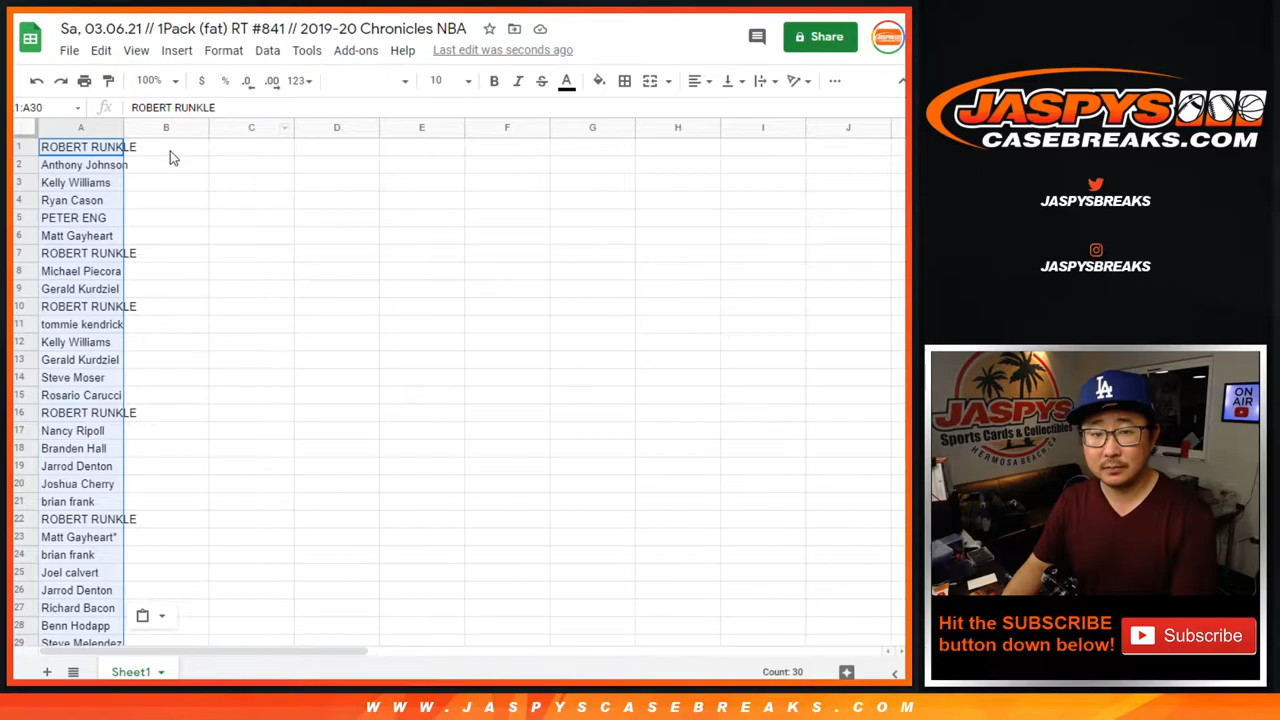 Sa, 03.06.21 // 1Pack (fat) RT #841 // 2019-20 Chronicles NBA
File Edit View Insert Format Data Tools Add-ons Help Last edit was seconds ago
Share
100% $ % .0 .00 123 10 B I S A
1:A30 fx ROBERT RUNKLE
A B C D E F G H I J
1 ROBERT RUNKLE
2 Anthony Johnson
3 Kelly Williams
4 Ryan Cason
5 PETER ENG
6 Matt Gayheart
7 ROBERT RUNKLE
8 Michael Piecora
9 Gerald Kurdziel
10 ROBERT RUNKLE
11 tommie kendrick
12 Kelly Williams
13 Gerald Kurdziel
14 Steve Moser
15 Rosario Carucci
16 ROBERT RUNKLE
17 Nancy Ripoll
18 Branden Hall
19 Jarrod Denton
20 Joshua Cherry
21 brian frank
22 ROBERT RUNKLE
23 Matt Gayheart*
24 brian frank
25 Joel calvert
26 Jarrod Denton
27 Richard Bacon
28 Benn Hodapp
29 Steve Melendez
Sheet1
Count: 30
JASPYS
CASEBREAKS.COM
JASPYSBREAKS
JASPYSBREAKS
JASPYS
Sports Cards & Collectibles
HERMOSA BEACH, CA
LA
ON
AIR
Hit the SUBSCRIBE
button down below!
Subscribe
WWW.JASPYSCASEBREAKS.COM